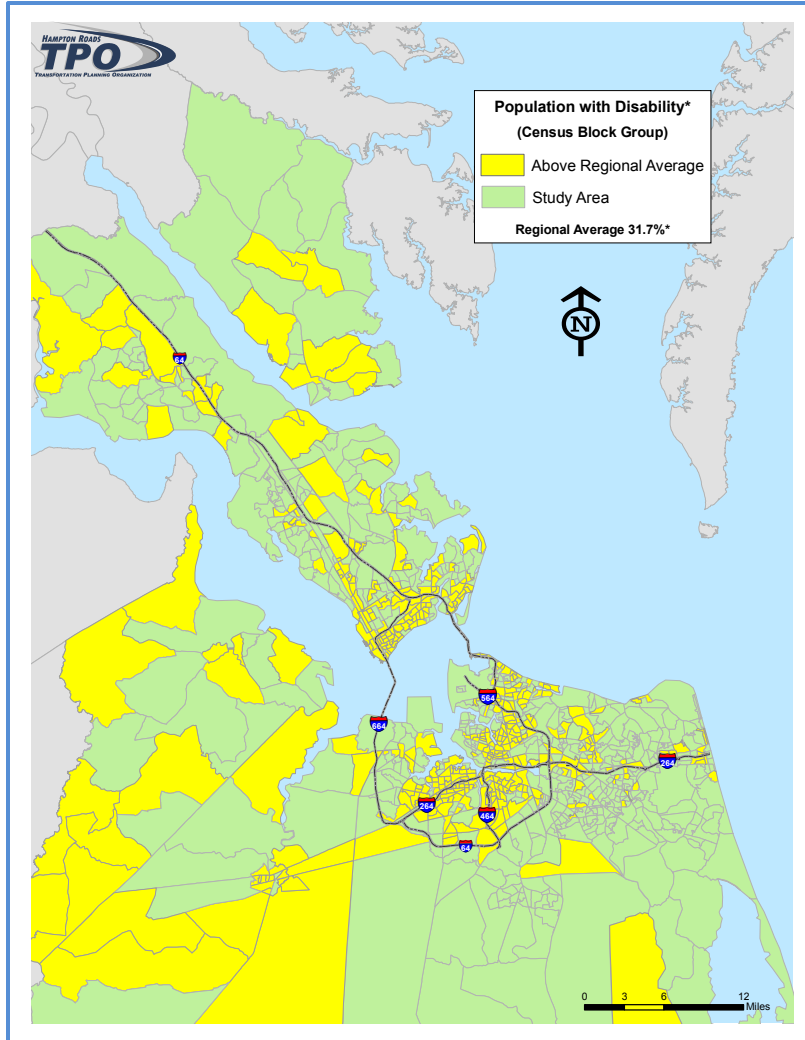 HAMPTON ROADS
TPO
TRANSPORTATION PLANNING ORGANIZATION
Population with Disability*
(Census Block Group)
Above Regional Average
Study Area
Regional Average 31.7%*
N
64
564
664
264
264
464
64
0 3 6 12
Miles